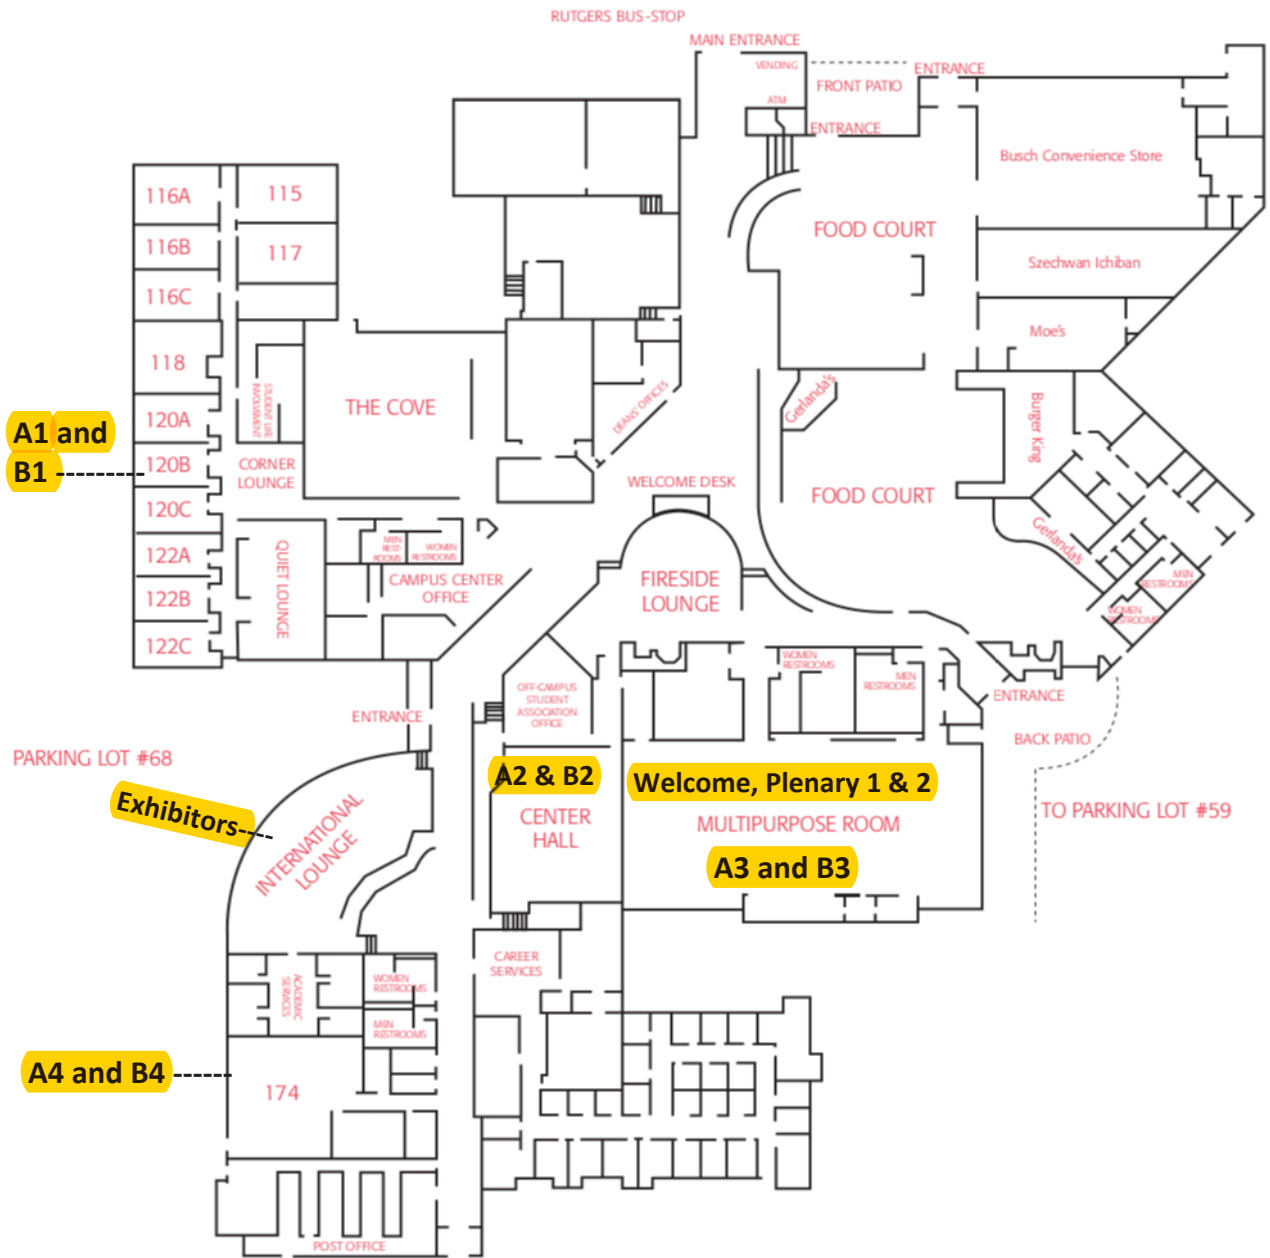 RUTGERS BUS-STOP
MAIN ENTRANCE
VENDING
ENTRANCE
FRONT PATIO
ATM
ENTRANCE
Busch Convenience Store
116A
115
FOOD COURT
116B
117
Szechwan Ichiban
116C
Moe's
118
Gerlanda's
STUDENT LIFE
INVOLVEMENT
THE COVE
DEANS' OFFICES
Burger King
120A
A1 and
B1
120B
CORNER
LOUNGE
WELCOME DESK
FOOD COURT
120C
Gerlanda's
MEN
REST-
ROOMS
WOMEN
RESTROOMS
122A
QUIET LOUNGE
CAMPUS CENTER
OFFICE
FIRESIDE
LOUNGE
MEN
RESTROOMS
122B
WOMEN
RESTROOMS
122C
WOMEN
RESTROOMS
MEN
RESTROOMS
OFF-CAMPUS
STUDENT
ASSOCIATION
OFFICE
ENTRANCE
ENTRANCE
BACK PATIO
PARKING LOT #68
A2 & B2
Welcome, Plenary 1 & 2
Exhibitors
INTERNATIONAL
LOUNGE
CENTER
HALL
MULTIPURPOSE ROOM
TO PARKING LOT #59
A3 and B3
CAREER
SERVICES
ACADEMIC
SERVICES
WOMEN
RESTROOMS
MEN
RESTROOMS
A4 and B4
174
POST OFFICE